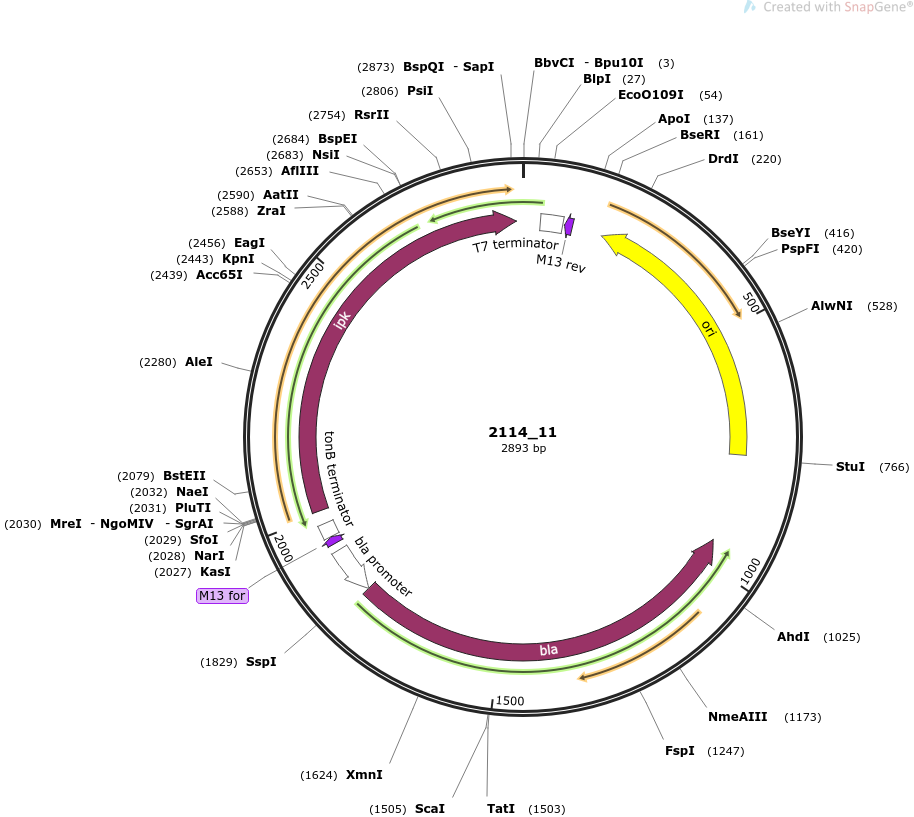 Created with SnapGene®
(2873) BspQI - SapI
BbvCI - Bpu10I (3)
(2806) PsiI
BlpI (27)
EcoO109I (54)
(2754) RsrII
ApoI (137)
(2684) BspEI
BseRI (161)
(2683) NsiI
DrdI (220)
(2653) AflIII
(2590) AatII
(2588) ZraI
BseYI (416)
(2456) EagI
PspFI (420)
(2443) KpnI
(2439) Acc65I
T7 terminator
M13 rev
2500
500
AlwNI (528)
lpk
ori
(2280) AleI
2114_11
2893 bp
StuI (766)
tonB terminator
(2079) BstEII
(2032) NaeI
(2031) PluTI
(2030) MreI - NgoMIV - SgrAI
(2029) SfoI
(2028) NarI
(2027) KasI
2000
bla promoter
M13 for
1000
AhdI (1025)
bla
(1829) SspI
1500
NmeAIII (1173)
FspI (1247)
(1624) XmnI
(1505) ScaI
TatI (1503)